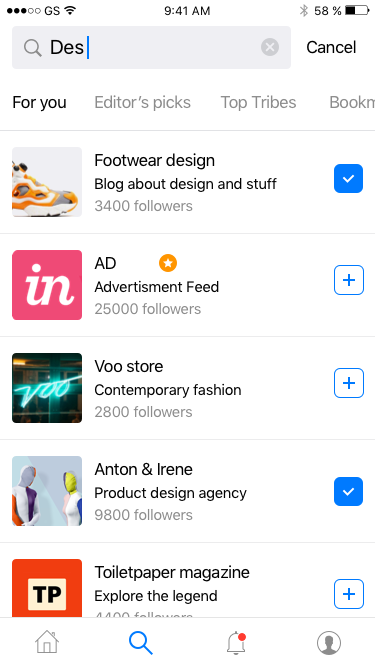 GS 9:41 AM 58 %
Des Cancel
For you Editor's picks Top Tribes Bookm
Footwear design
Blog about design and stuff
3400 followers
in
AD
Advertisment Feed
25000 followers
voo
Voo store
Contemporary fashion
2800 followers
Anton & Irene
Product design agency
9800 followers
TP
Toiletpaper magazine
Explore the legend
4400 followers